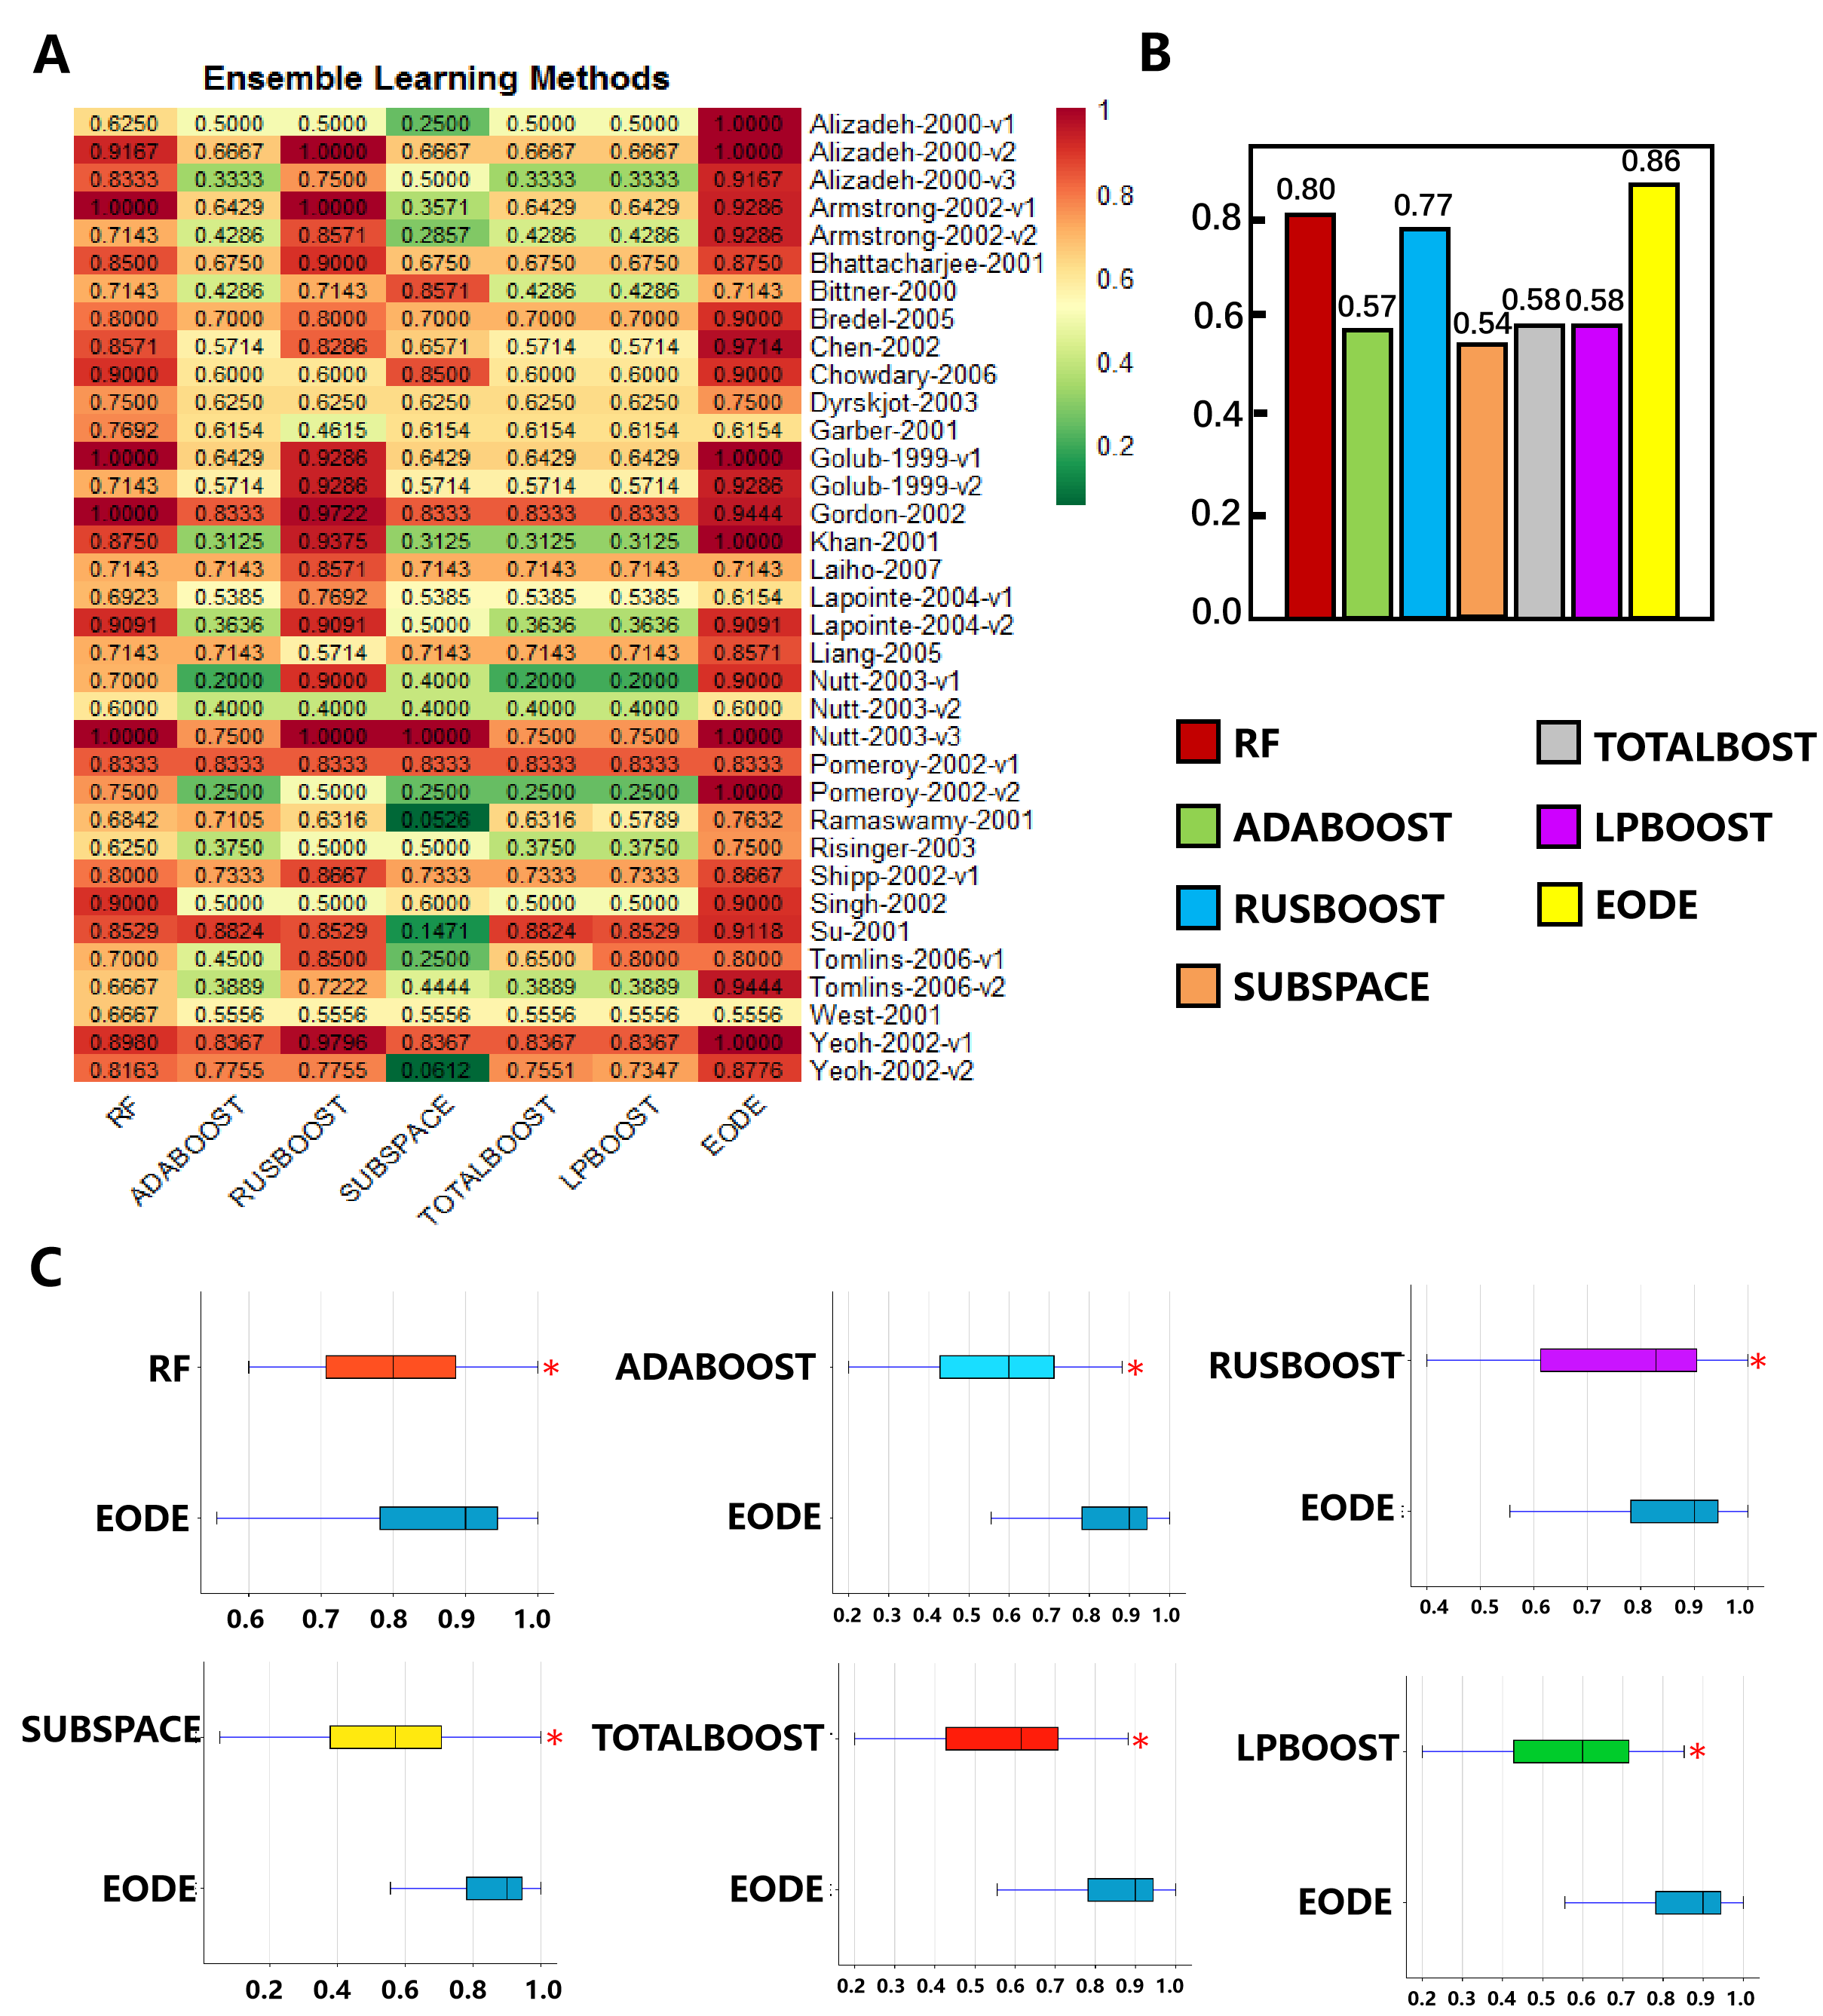 A
Ensemble Learning Methods
0.6250 0.5000 0.5000 0.2500 0.5000 0.5000 1.0000 Alizadeh-2000-v1
0.9167 0.6667 1.0000 0.6667 0.6667 0.6667 1.0000 Alizadeh-2000-v2
0.8333 0.3333 0.7500 0.5000 0.3333 0.3333 0.9167 Alizadeh-2000-v3
1.0000 0.6429 1.0000 0.3571 0.6429 0.6429 0.9286 Armstrong-2002-v1
0.7143 0.4286 0.8571 0.2857 0.4286 0.4286 0.9286 Armstrong-2002-v2
0.8500 0.6750 0.9000 0.6750 0.6750 0.6750 0.8750 Bhattacharjee-2001
0.7143 0.4286 0.7143 0.8571 0.4286 0.4286 0.7143 Bittner-2000
0.8000 0.7000 0.8000 0.7000 0.7000 0.7000 0.9000 Bredel-2005
0.8571 0.5714 0.8286 0.6571 0.5714 0.5714 0.9714 Chen-2002
0.9000 0.6000 0.6000 0.8500 0.6000 0.6000 0.9000 Chowdary-2006
0.7500 0.6250 0.6250 0.6250 0.6250 0.6250 0.7500 Dyrskjot-2003
0.7692 0.6154 0.4615 0.6154 0.6154 0.6154 0.6154 Garber-2001
1.0000 0.6429 0.9286 0.6429 0.6429 0.6429 1.0000 Golub-1999-v1
0.7143 0.5714 0.9286 0.5714 0.5714 0.5714 0.9286 Golub-1999-v2
1.0000 0.8333 0.9722 0.8333 0.8333 0.8333 0.9444 Gordon-2002
0.8750 0.3125 0.9375 0.3125 0.3125 0.3125 1.0000 Khan-2001
0.7143 0.7143 0.8571 0.7143 0.7143 0.7143 0.7143 Laiho-2007
0.6923 0.5385 0.7692 0.5385 0.5385 0.5385 0.6154 Lapointe-2004-v1
0.9091 0.3636 0.9091 0.5000 0.3636 0.3636 0.9091 Lapointe-2004-v2
0.7143 0.7143 0.5714 0.7143 0.7143 0.7143 0.8571 Liang-2005
0.7000 0.2000 0.9000 0.4000 0.2000 0.2000 0.9000 Nutt-2003-v1
0.6000 0.4000 0.4000 0.4000 0.4000 0.4000 0.6000 Nutt-2003-v2
1.0000 0.7500 1.0000 1.0000 0.7500 0.7500 1.0000 Nutt-2003-v3
0.8333 0.8333 0.8333 0.8333 0.8333 0.8333 0.8333 Pomeroy-2002-v1
0.7500 0.2500 0.5000 0.2500 0.2500 0.2500 1.0000 Pomeroy-2002-v2
0.6842 0.7105 0.6316 0.0526 0.6316 0.5789 0.7632 Ramaswamy-2001
0.6250 0.3750 0.5000 0.5000 0.3750 0.3750 0.7500 Risinger-2003
0.8000 0.7333 0.8667 0.7333 0.7333 0.7333 0.8667 Shipp-2002-v1
0.9000 0.5000 0.5000 0.6000 0.5000 0.5000 0.9000 Singh-2002
0.8529 0.8824 0.8529 0.1471 0.8824 0.8529 0.9118 Su-2001
0.7000 0.4500 0.8500 0.2500 0.6500 0.8000 0.8000 Tomlins-2006-v1
0.6667 0.3889 0.7222 0.4444 0.3889 0.3889 0.9444 Tomlins-2006-v2
0.6667 0.5556 0.5556 0.5556 0.5556 0.5556 0.5556 West-2001
0.8980 0.8367 0.9796 0.8367 0.8367 0.8367 1.0000 Yeoh-2002-v1
0.8163 0.7755 0.7755 0.0612 0.7551 0.7347 0.8776 Yeoh-2002-v2
RF ADABOOST RUSBOOST SUBSPACE TOTALBOOST LPBOOST EODE
1
0.8
0.6
0.4
0.2
B
0.80 0.57 0.77 0.54 0.58 0.58 0.86
0.8
0.6
0.4
0.2
0.0
RF
ADABOOST
RUSBOOST
SUBSPACE
TOTALBOST
LPBOOST
EODE
C
RF *
EODE
0.6 0.7 0.8 0.9 1.0
ADABOOST *
EODE
0.2 0.3 0.4 0.5 0.6 0.7 0.8 0.9 1.0
RUSBOOST *
EODE
0.4 0.5 0.6 0.7 0.8 0.9 1.0
SUBSPACE *
EODE
0.2 0.4 0.6 0.8 1.0
TOTALBOOST *
EODE
0.2 0.3 0.4 0.5 0.6 0.7 0.8 0.9 1.0
LPBOOST *
EODE
0.2 0.3 0.4 0.5 0.6 0.7 0.8 0.9 1.0